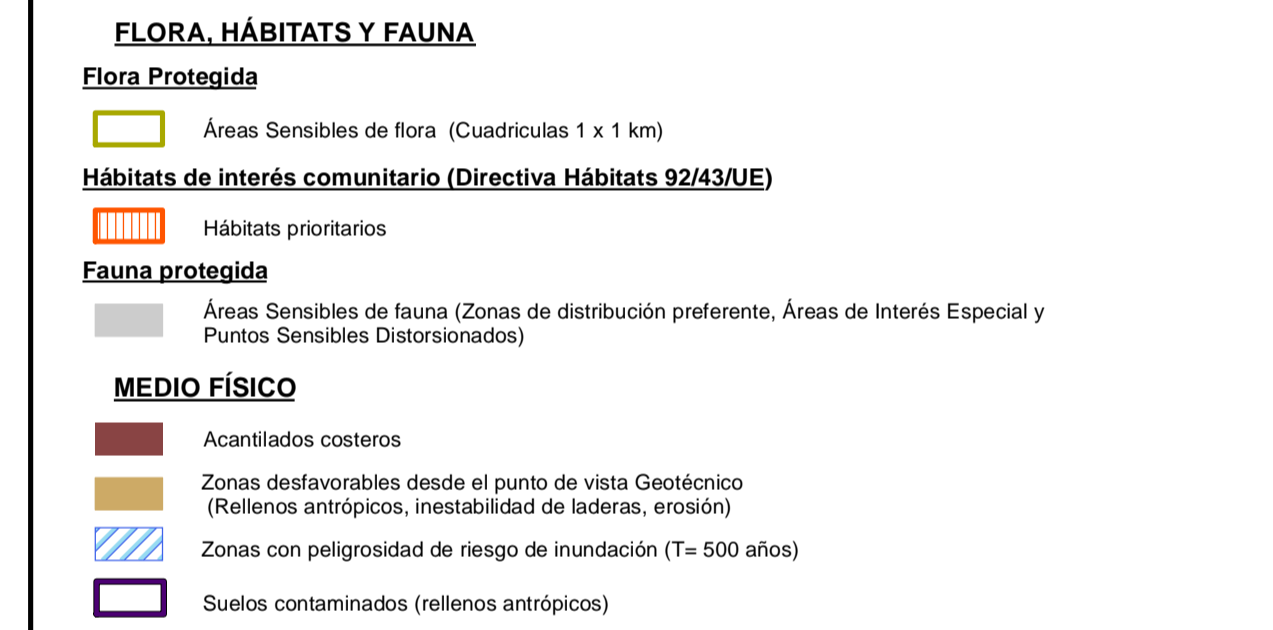 FLORA, HÁBITATS Y FAUNA
Flora Protegida
Áreas Sensibles de flora  (Cuadriculas 1 x 1 km)
Hábitats de interés comunitario (Directiva Hábitats 92/43/UE)
Hábitats prioritarios
Fauna protegida
Áreas Sensibles de fauna (Zonas de distribución preferente, Áreas de Interés Especial y
Puntos Sensibles Distorsionados)
MEDIO FÍSICO
Acantilados costeros
Zonas desfavorables desde el punto de vista Geotécnico
(Rellenos antrópicos, inestabilidad de laderas, erosión)
Zonas con peligrosidad de riesgo de inundación (T= 500 años)
Suelos contaminados (rellenos antrópicos)